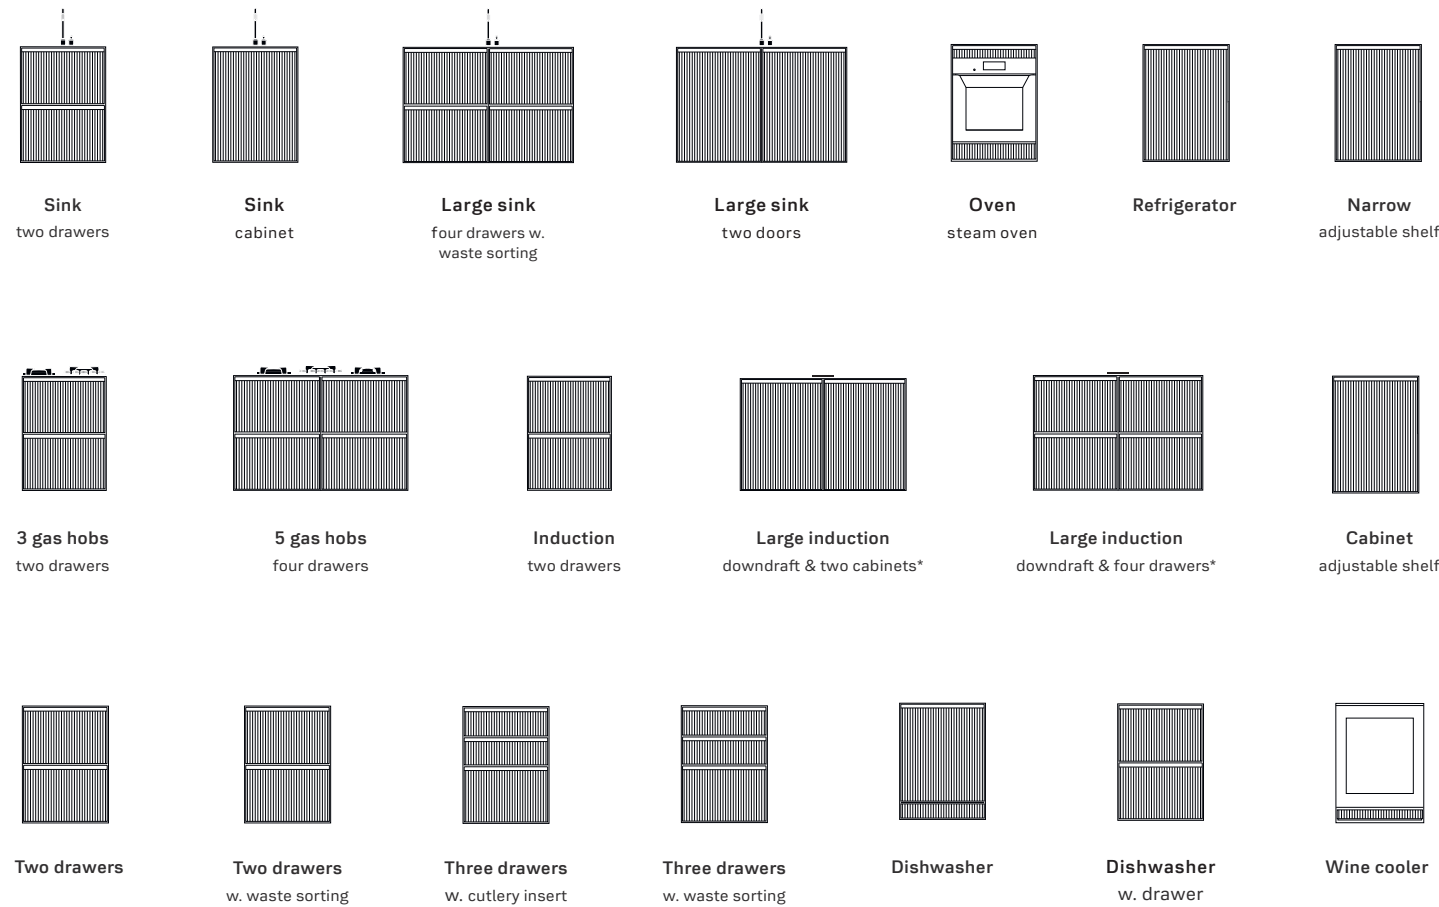 Sink
two drawers
Sink
cabinet
Large sink
four drawers w.
waste sorting
Large sink
two doors
Oven
steam oven
Refrigerator
Narrow
adjustable shelf
3 gas hobs
two drawers
5 gas hobs
four drawers
Induction
two drawers
Large induction
downdraft & two cabinets*
Large induction
downdraft & four drawers*
Cabinet
adjustable shelf
Two drawers
Two drawers
w. waste sorting
Three drawers
w. cutlery insert
Three drawers
w. waste sorting
Dishwasher
Dishwasher
w. drawer
Wine cooler